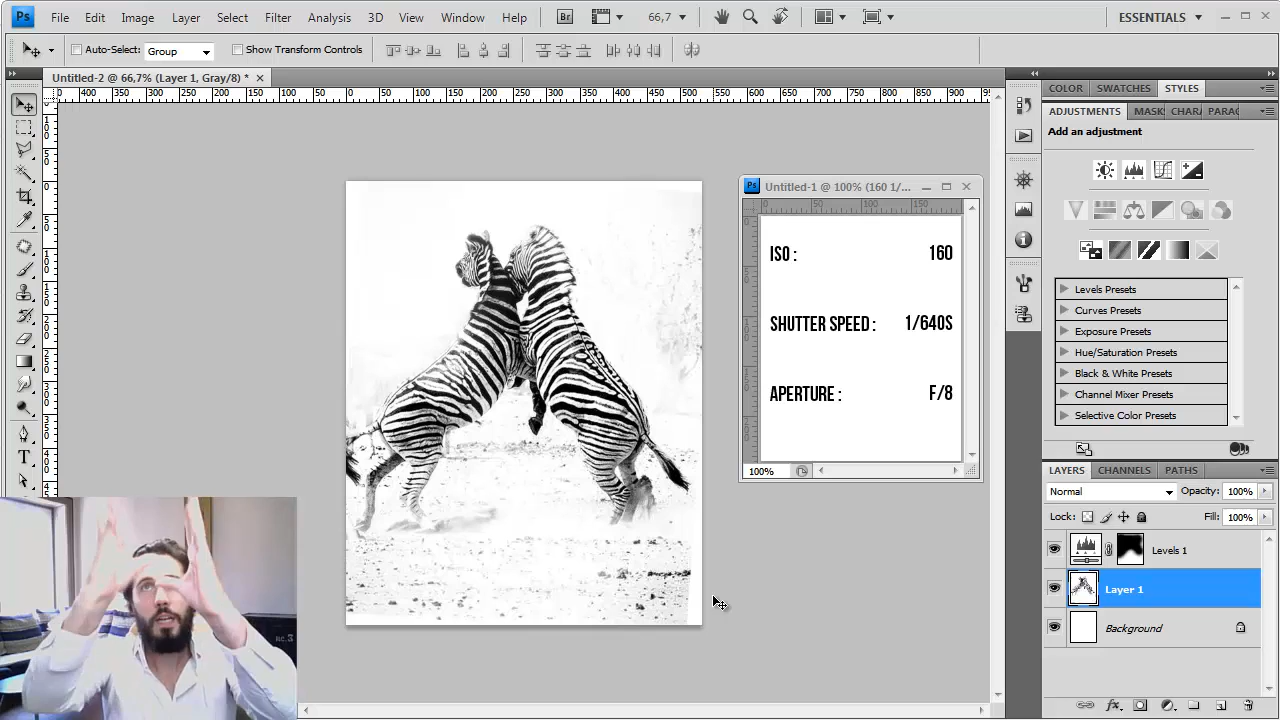 Ps File Edit Image Layer Select Filter Analysis 3D View Window Help Br 66,7 ESSENTIALS
Auto-Select: Group Show Transform Controls
Untitled-2 @ 66,7% (Layer 1, Gray/8) *
COLOR SWATCHES STYLES
ADJUSTMENTS MASK CHARA PARAG
Add an adjustment
Levels Presets
Curves Presets
Exposure Presets
Hue/Saturation Presets
Black & White Presets
Channel Mixer Presets
Selective Color Presets
Ps Untitled-1 @ 100% (160 1/...
ISO : 160
SHUTTER SPEED : 1/640S
APERTURE : F/8
100%
LAYERS CHANNELS PATHS
Normal Opacity: 100%
Lock: Fill: 100%
Levels 1
Layer 1
Background